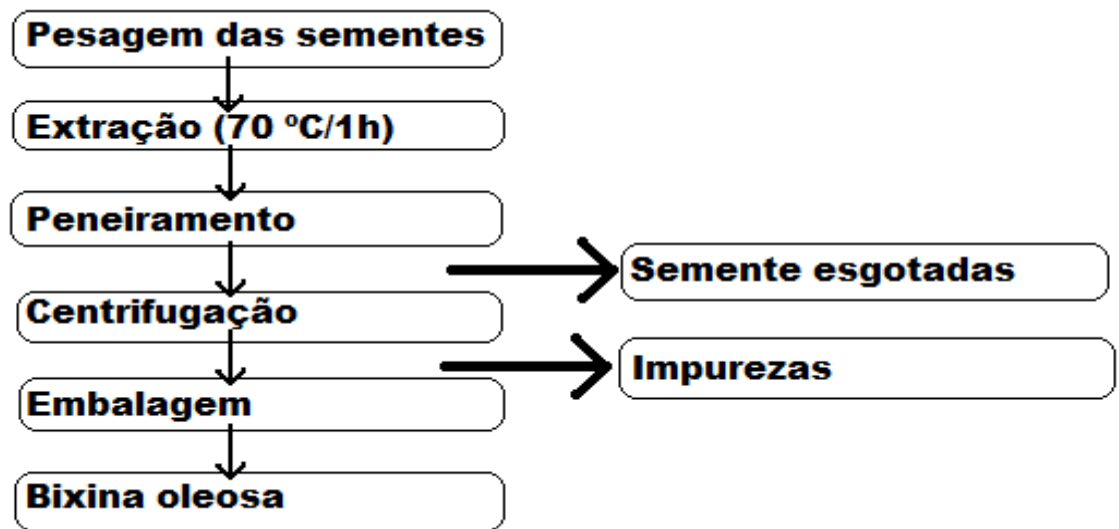 Pesagem das sementes
Extração (70 ºC/1h)
Peneiramento
Semente esgotadas
Centrifugação
Impurezas
Embalagem
Bixina oleosa